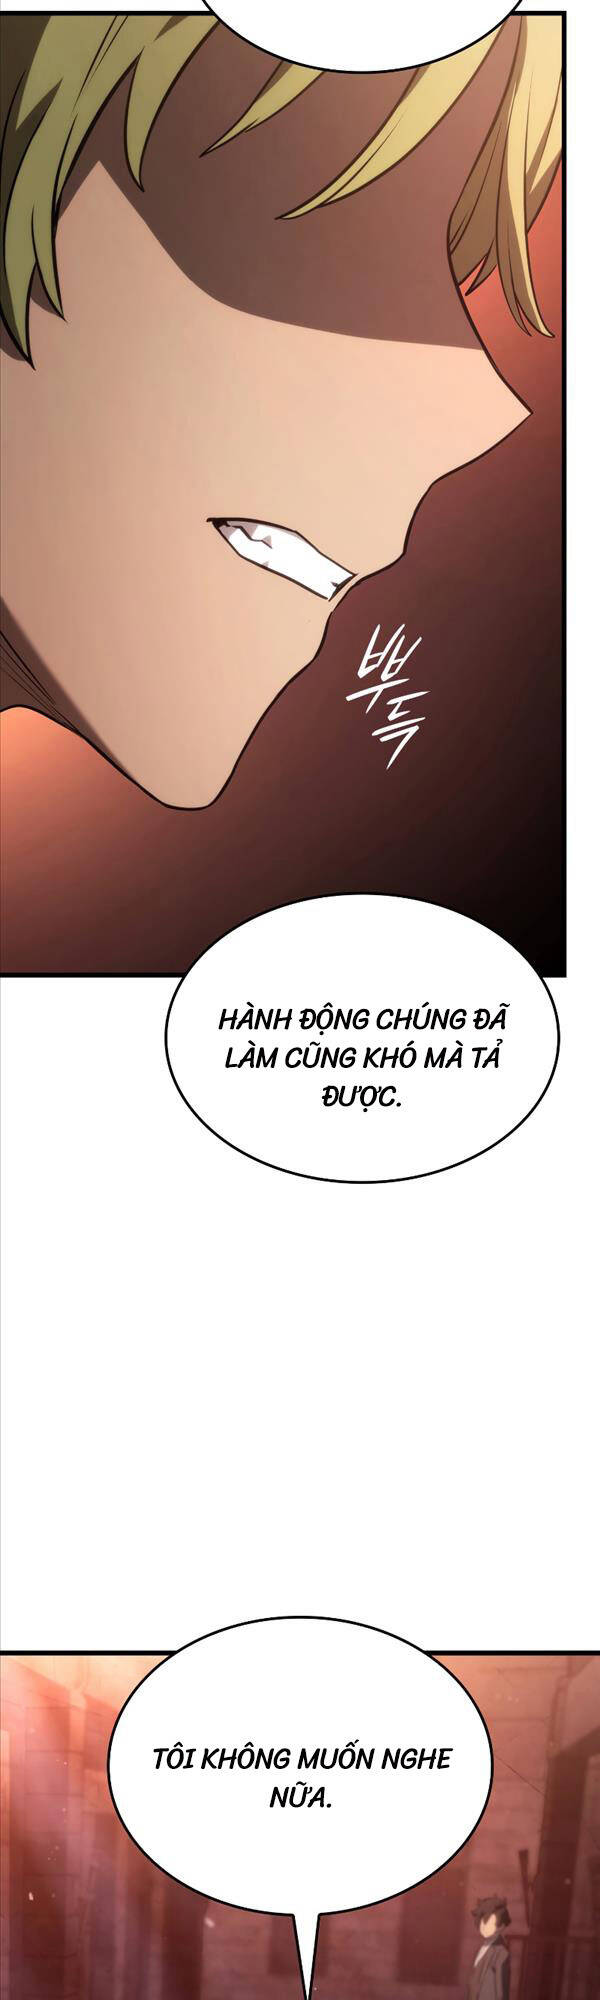 뿌득
HÀNH ĐỘNG CHÚNG ĐÃ
LÀM CŨNG KHÓ MÀ TẢ
ĐƯỢC.
TÔI KHÔNG MUỐN NGHE
NỮA.